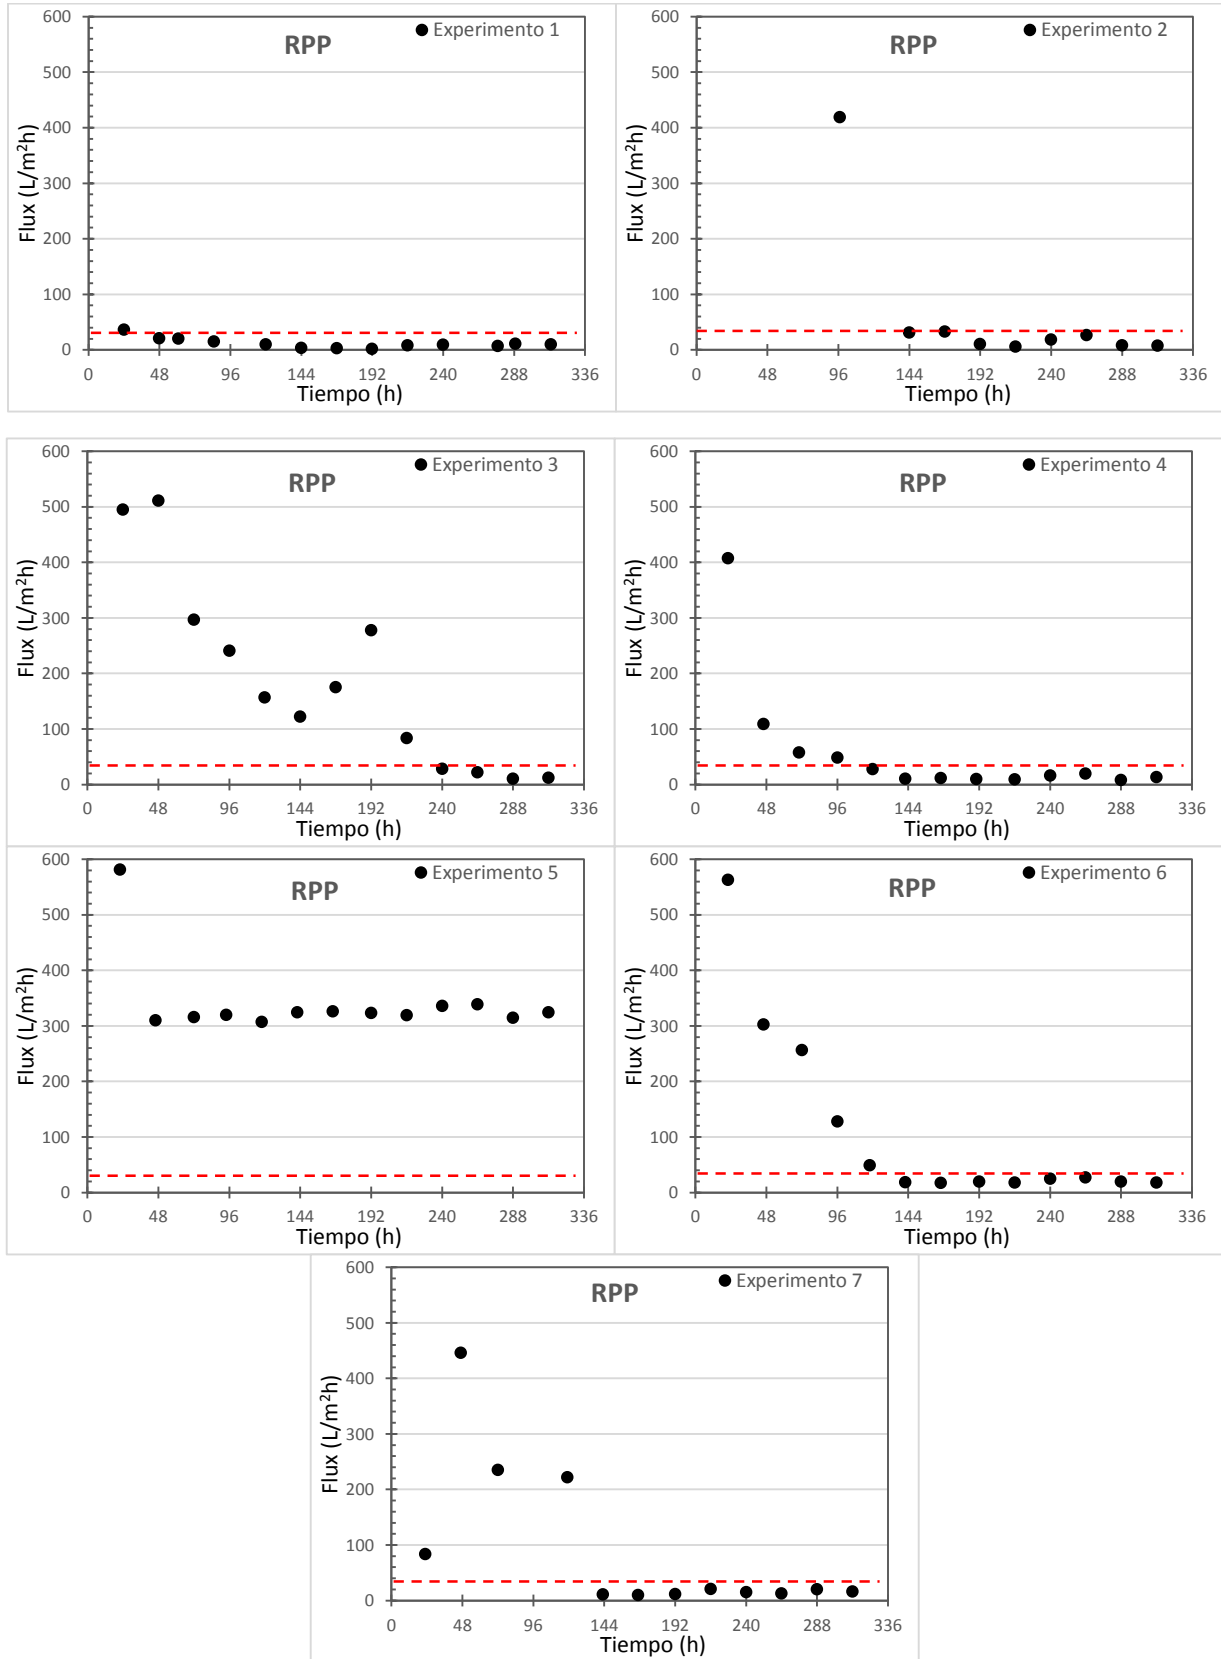 RPP
Experimento 1
Flux (L/m²h)
600
500
400
300
200
100
0
0 48 96 144 192 240 288 336
Tiempo (h)
RPP
Experimento 2
Flux (L/m²h)
600
500
400
300
200
100
0
0 48 96 144 192 240 288 336
Tiempo (h)
RPP
Experimento 3
Flux (L/m²h)
600
500
400
300
200
100
0
0 48 96 144 192 240 288 336
Tiempo (h)
RPP
Experimento 4
Flux (L/m²h)
600
500
400
300
200
100
0
0 48 96 144 192 240 288 336
Tiempo (h)
RPP
Experimento 5
Flux (L/m²h)
600
500
400
300
200
100
0
0 48 96 144 192 240 288 336
Tiempo (h)
RPP
Experimento 6
Flux (L/m²h)
600
500
400
300
200
100
0
0 48 96 144 192 240 288 336
Tiempo (h)
RPP
Experimento 7
Flux (L/m²h)
600
500
400
300
200
100
0
0 48 96 144 192 240 288 336
Tiempo (h)